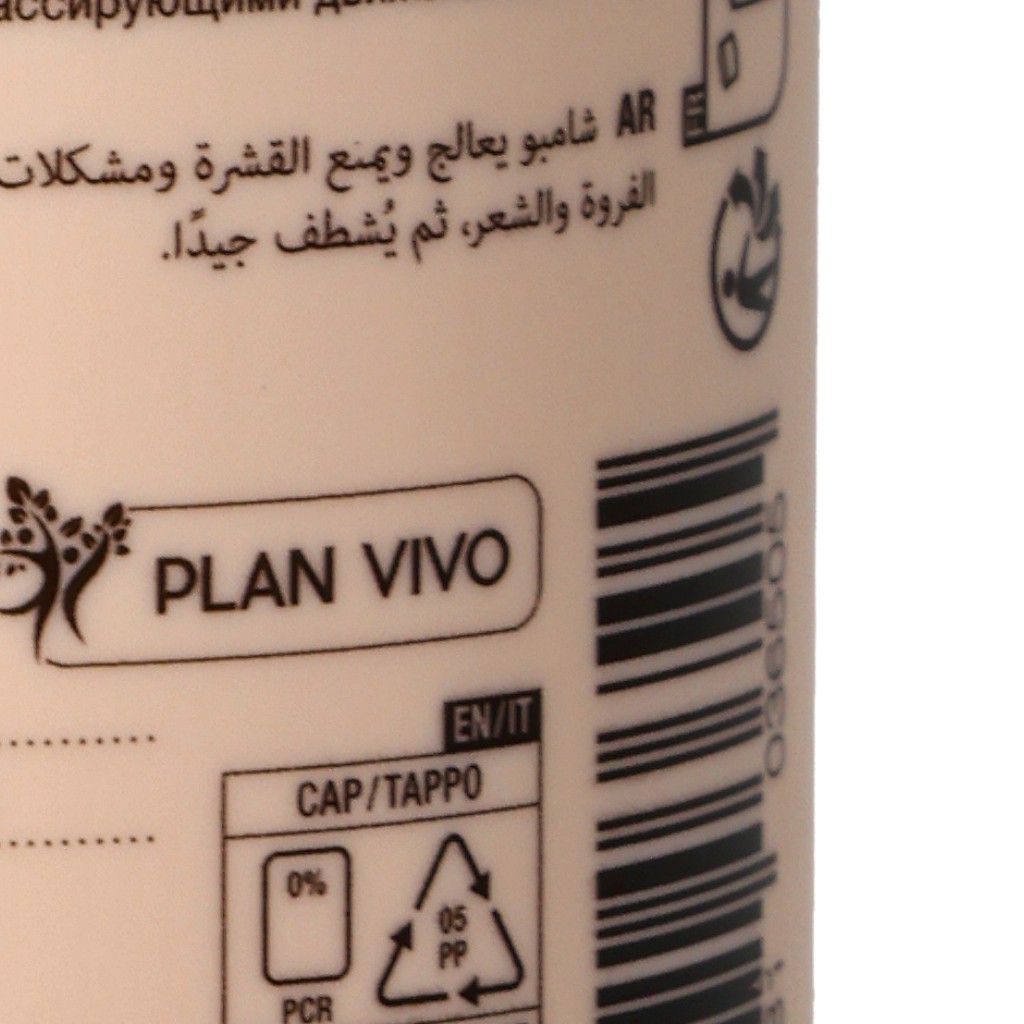 ассирующими
AR شامبو يعالج ويمنع القشرة ومشكلات
الفروة والشعر، ثم يُشطف جيدًا.
PLAN VIVO
EN/IT
CAP/TAPPO
0%
PCR
05
PP
036505